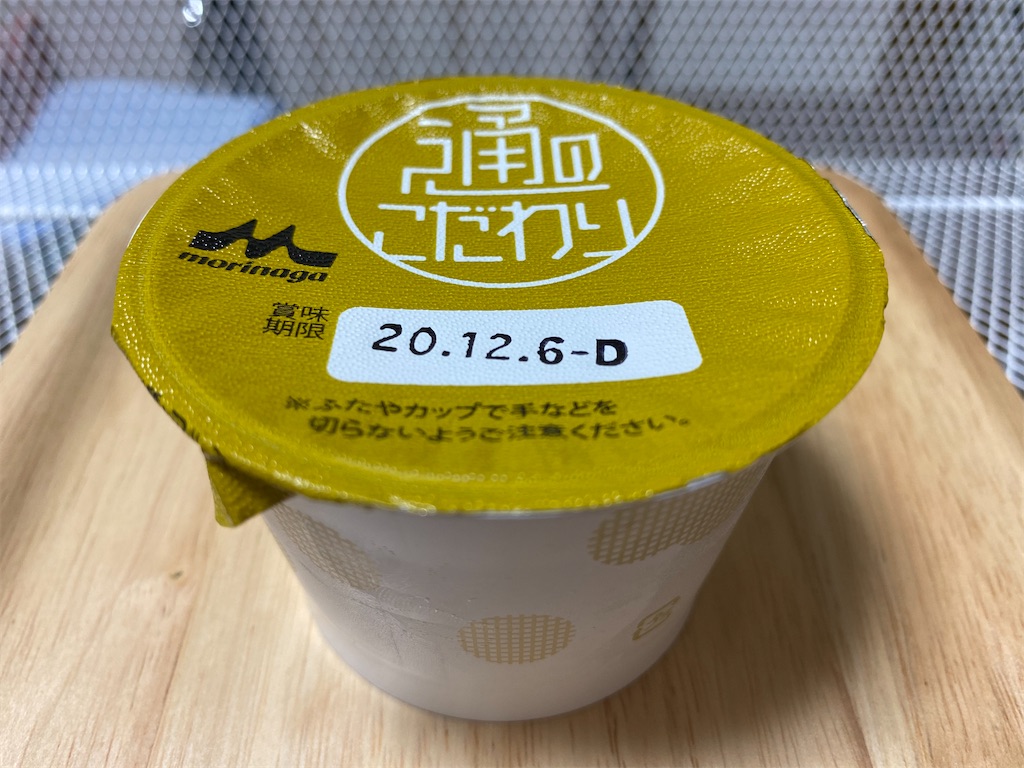 通の
こだわり
morinaga
賞味
期限
20.12.6-D
※ふたやカップで手などを
切らないようご注意ください。